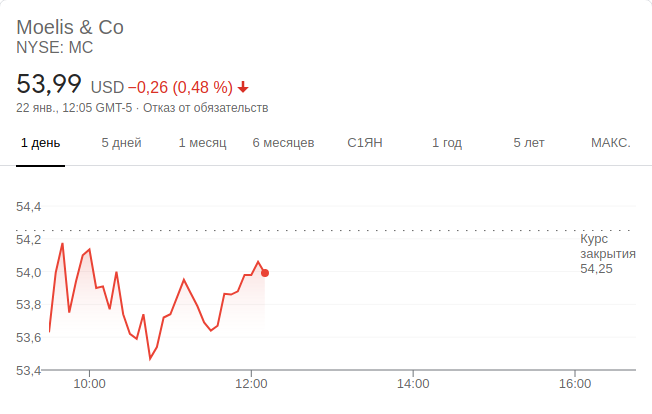 Moelis & Co
NYSE: MC
53,99 USD −0,26 (0,48 %)
22 янв., 12:05 GMT-5 · Отказ от обязательств
1 день 5 дней 1 месяц 6 месяцев С1ЯН 1 год 5 лет МАКС.
54,4
54,2
54,0
53,8
53,6
53,4
Курс
закрытия
54,25
10:00 12:00 14:00 16:00